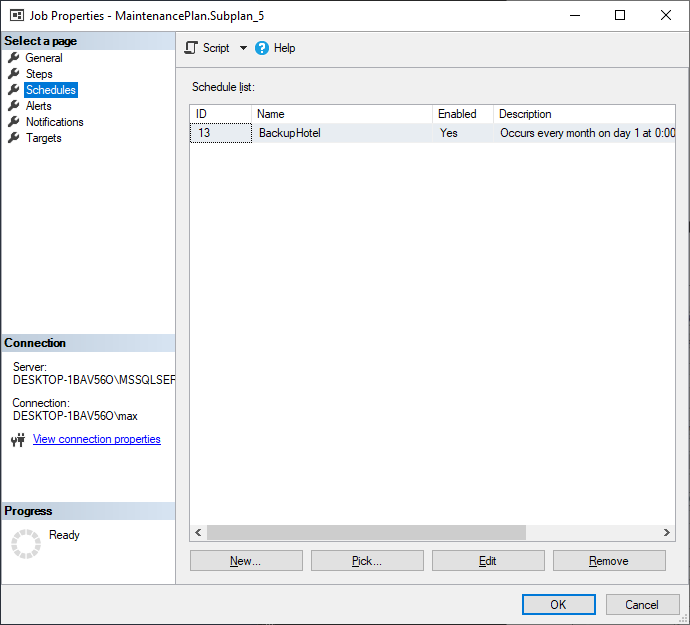 Job Properties - MaintenancePlan.Subplan_5
Select a page
General
Steps
Schedules
Alerts
Notifications
Targets
Script
Help
Schedule list:
ID Name Enabled Description
13 BackupHotel Yes Occurs every month on day 1 at 0:00
Connection
Server:
DESKTOP-1BAV56O\MSSQLSER
Connection:
DESKTOP-1BAV56O\max
View connection properties
Progress
Ready
New... Pick... Edit Remove
OK Cancel